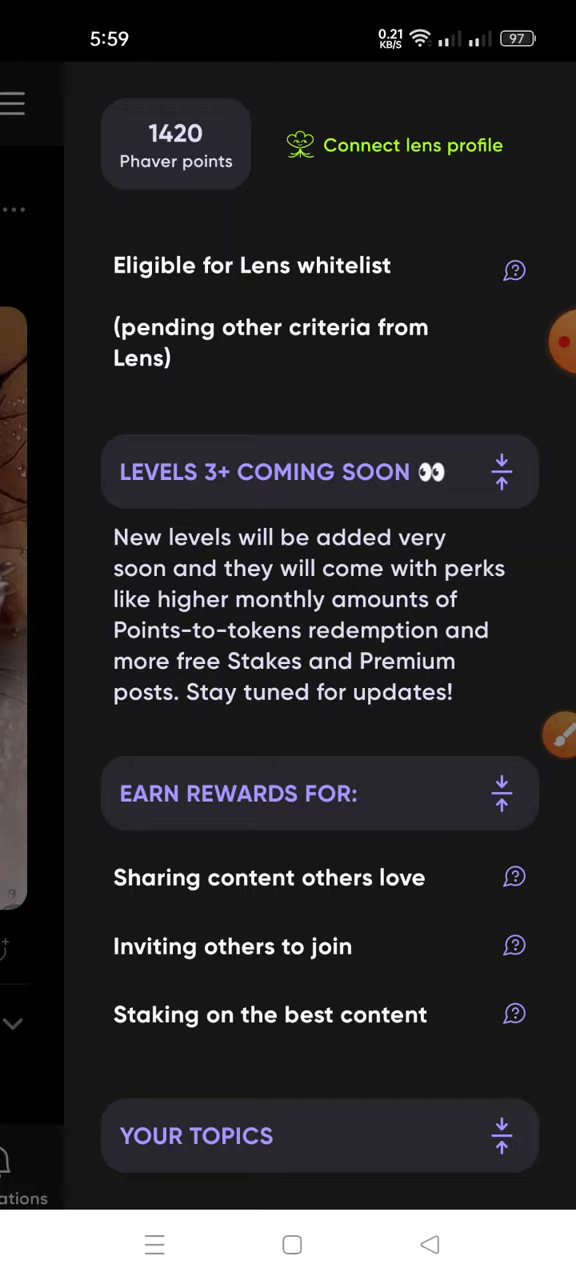 5:59
0.21
KB/S
97
1420
Phaver points
Connect lens profile
Eligible for Lens whitelist
(pending other criteria from
Lens)
LEVELS 3+ COMING SOON 👀
New levels will be added very
soon and they will come with perks
like higher monthly amounts of
Points-to-tokens redemption and
more free Stakes and Premium
posts. Stay tuned for updates!
EARN REWARDS FOR:
Sharing content others love
Inviting others to join
Staking on the best content
YOUR TOPICS
ations